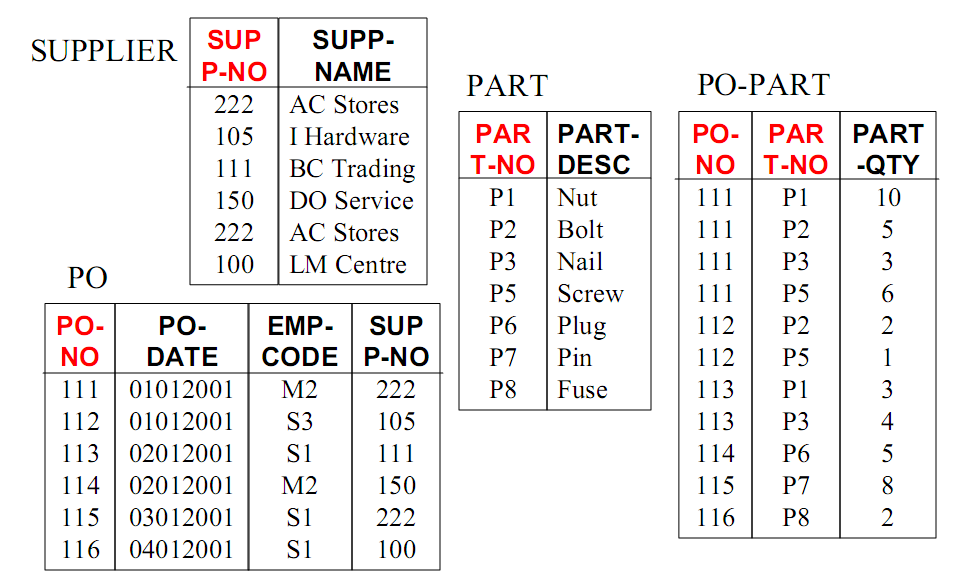 SUPPLIER
SUP SUPP-
P-NO NAME
222 AC Stores
105 I Hardware
111 BC Trading
150 DO Service
222 AC Stores
100 LM Centre
PO
PO- PO- EMP- SUP
NO DATE CODE P-NO
111 01012001 M2 222
112 01012001 S3 105
113 02012001 S1 111
114 02012001 M2 150
115 03012001 S1 222
116 04012001 S1 100
PART
PAR PART-
T-NO DESC
P1 Nut
P2 Bolt
P3 Nail
P5 Screw
P6 Plug
P7 Pin
P8 Fuse
PO-PART
PO- PAR PART
NO T-NO -QTY
111 P1 10
111 P2 5
111 P3 3
111 P5 6
112 P2 2
112 P5 1
113 P1 3
113 P3 4
114 P6 5
115 P7 8
116 P8 2